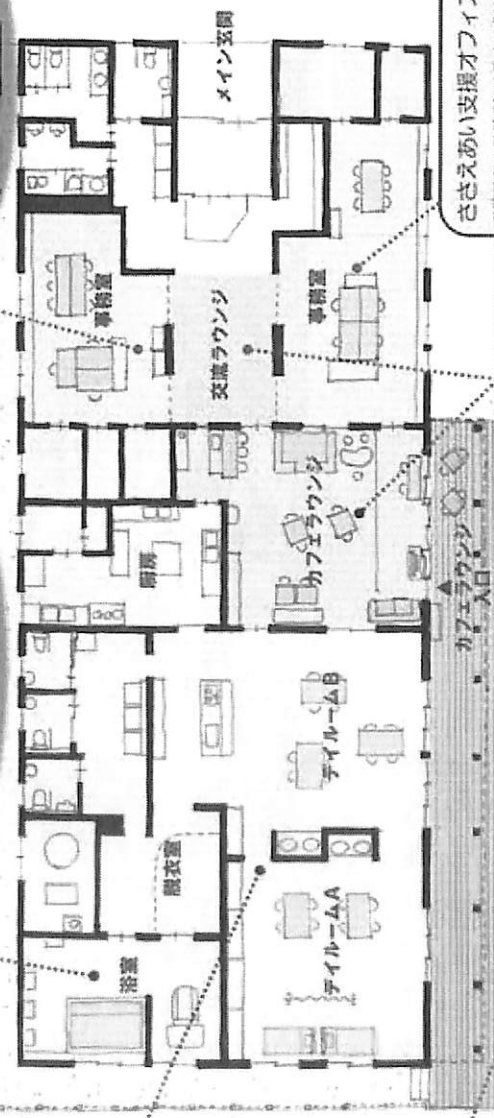 メイン玄関
事務室
交流ラウンジ
事務室
ささえあい支援オフィス
厨房
カフェラウンジ
カフェラウンジ
入口
デイルームB
脱衣室
浴室
デイルームA